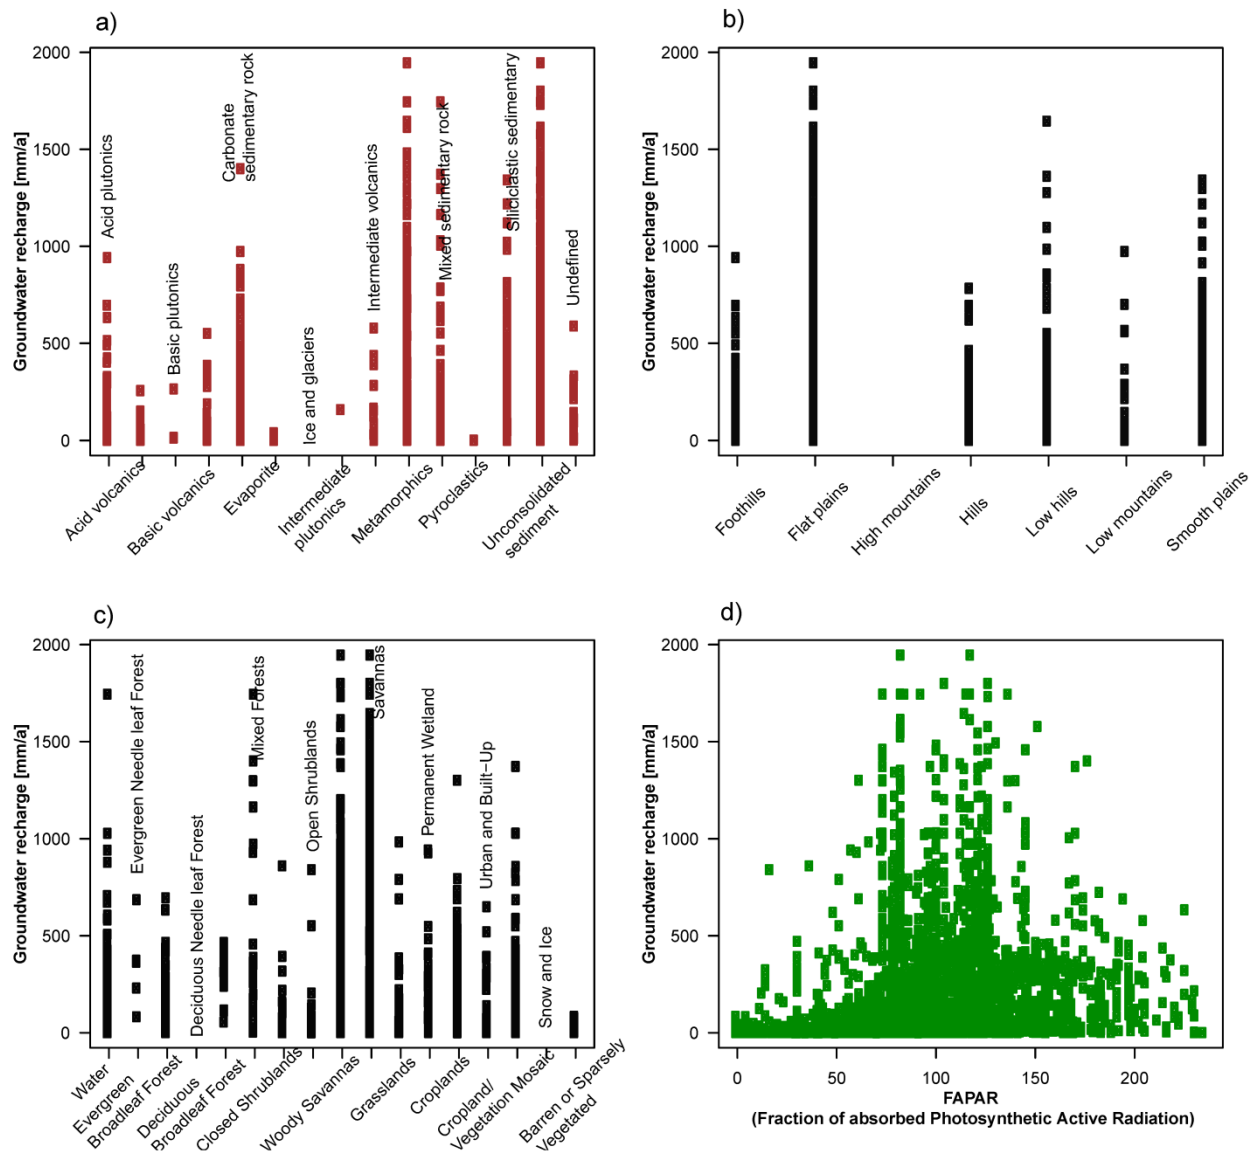 a)
Groundwater recharge [mm/a]
2000
1500
1000
500
0
Acid plutonics
Basic plutonics
Carbonate
sedimentary rock
Ice and glaciers
Intermediate volcanics
Mixed sedimentary rock
Siliciclastic sedimentary
Undefined
Acid volcanics
Basic volcanics
Evaporite
Intermediate
plutonics
Metamorphics
Pyroclastics
Unconsolidated
sediment
b)
Groundwater recharge [mm/a]
2000
1500
1000
500
0
Foothills
Flat plains
High mountains
Hills
Low hills
Low mountains
Smooth plains
c)
Groundwater recharge [mm/a]
2000
1500
1000
500
0
Evergreen Needle leaf Forest
Deciduous Needle leaf Forest
Mixed Forests
Open Shrublands
Savannas
Permanent Wetland
Urban and Built−Up
Snow and Ice
Water
Evergreen
Broadleaf Forest
Deciduous
Broadleaf Forest
Closed Shrublands
Woody Savannas
Grasslands
Croplands
Cropland/
Vegetation Mosaic
Barren or Sparsely
Vegetated
d)
Groundwater recharge [mm/a]
2000
1500
1000
500
0
0 50 100 150 200
FAPAR
(Fraction of absorbed Photosynthetic Active Radiation)